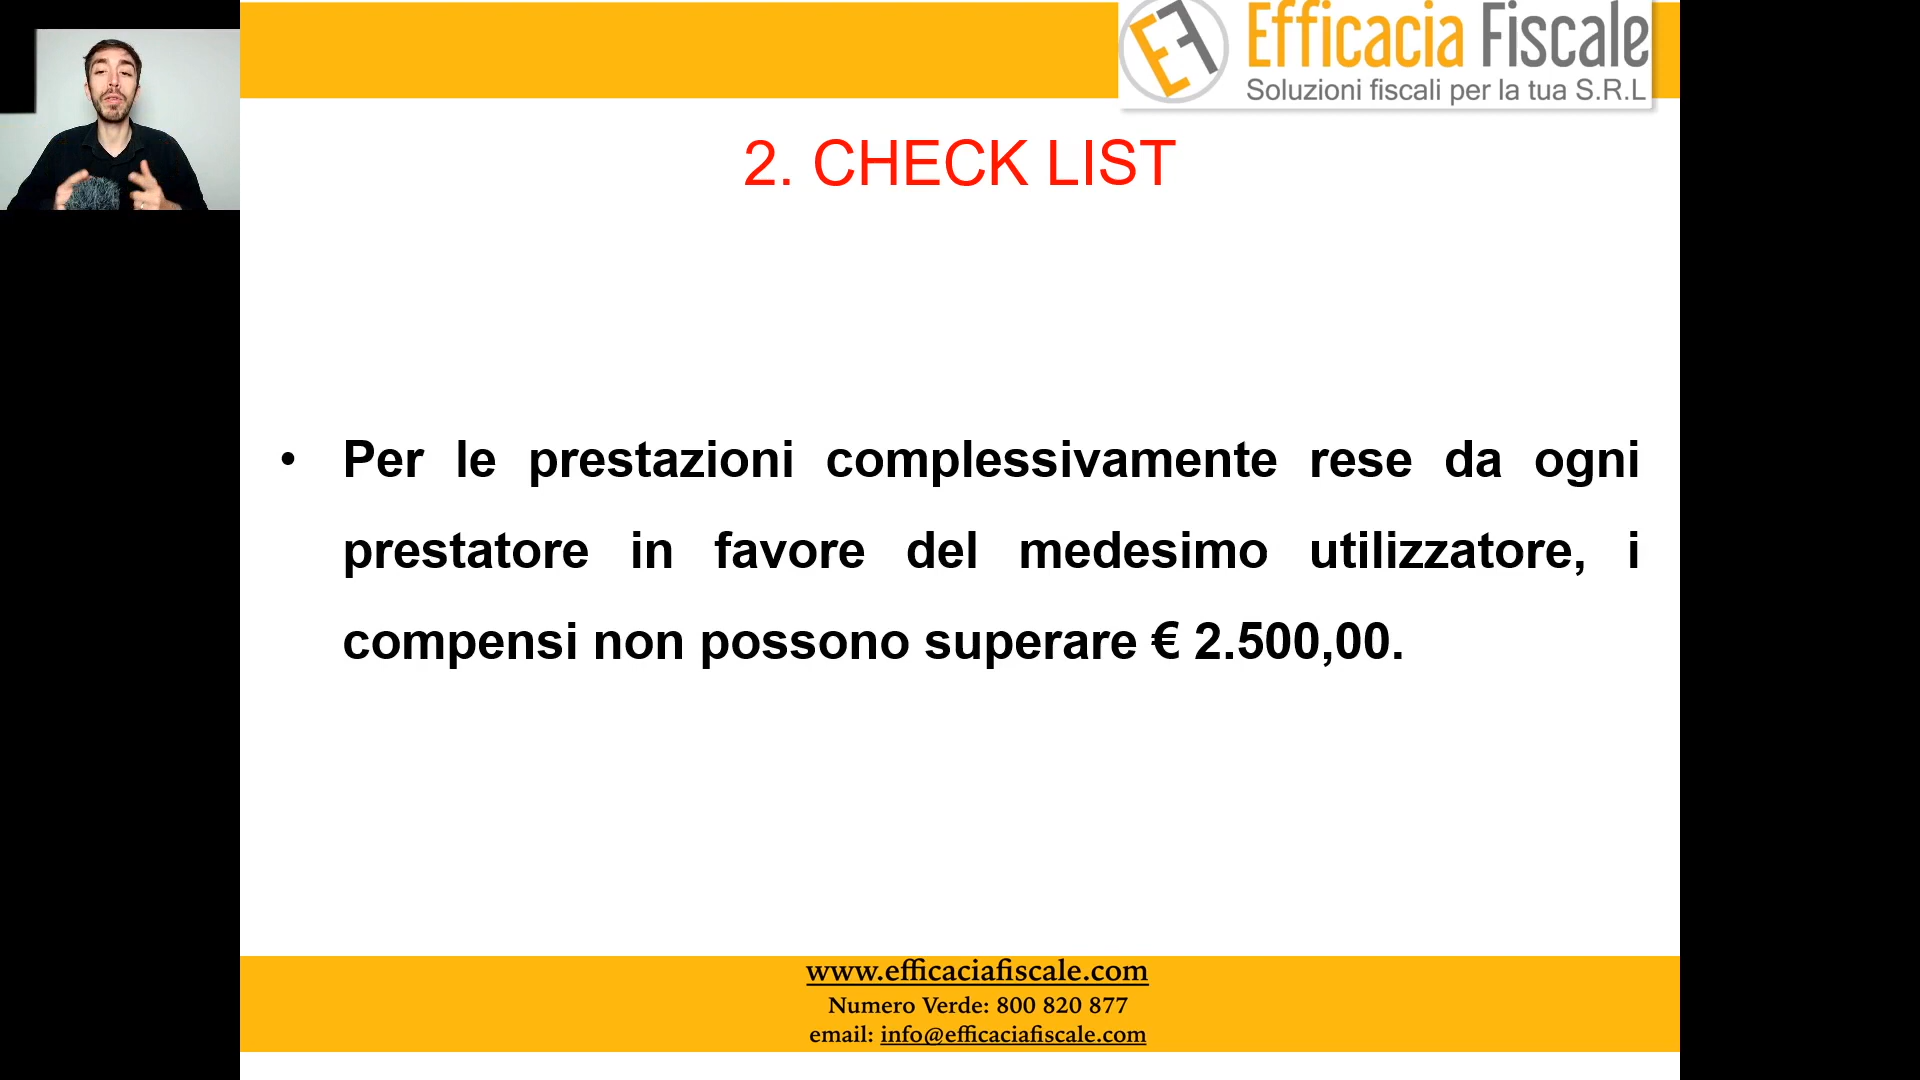 EF Efficacia Fiscale
Soluzioni fiscali per la tua S.R.L
2. CHECK LIST
• Per le prestazioni complessivamente rese da ogni
prestatore in favore del medesimo utilizzatore, i
compensi non possono superare € 2.500,00.
www.efficaciafiscale.com
Numero Verde: 800 820 877
email: info@efficaciafiscale.com